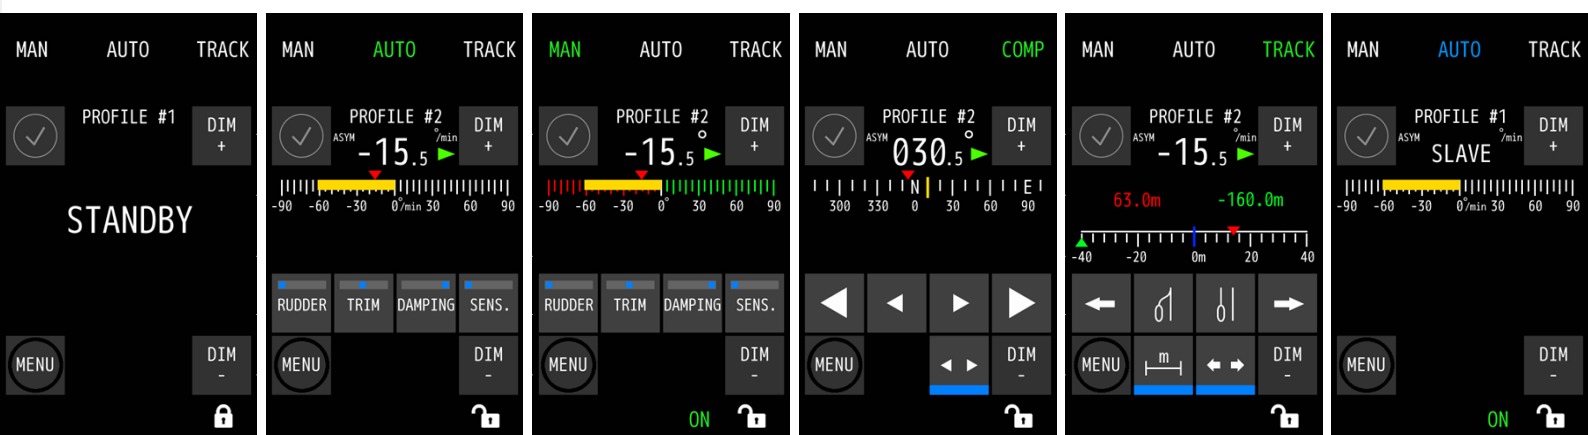 MAN AUTO TRACK
PROFILE #1
DIM
+
STANDBY
MENU
DIM
-
MAN AUTO TRACK
PROFILE #2
ASYM -15.5 °/min
DIM
+
-90 -60 -30 0°/min 30 60 90
RUDDER TRIM DAMPING SENS.
MENU
DIM
-
MAN AUTO TRACK
PROFILE #2
-15.5 °
DIM
+
-90 -60 -30 0° 30 60 90
RUDDER TRIM DAMPING SENS.
MENU
DIM
-
ON
MAN AUTO COMP
PROFILE #2
ASYM 030.5 °
DIM
+
N E
300 330 0 30 60 90
MENU
DIM
-
MAN AUTO TRACK
PROFILE #2
ASYM -15.5 °/min
DIM
+
63.0m -160.0m
-40 -20 0m 20 40
MENU
m
DIM
-
MAN AUTO TRACK
PROFILE #1
ASYM °/min
SLAVE
DIM
+
-90 -60 -30 0°/min 30 60 90
MENU
DIM
-
ON